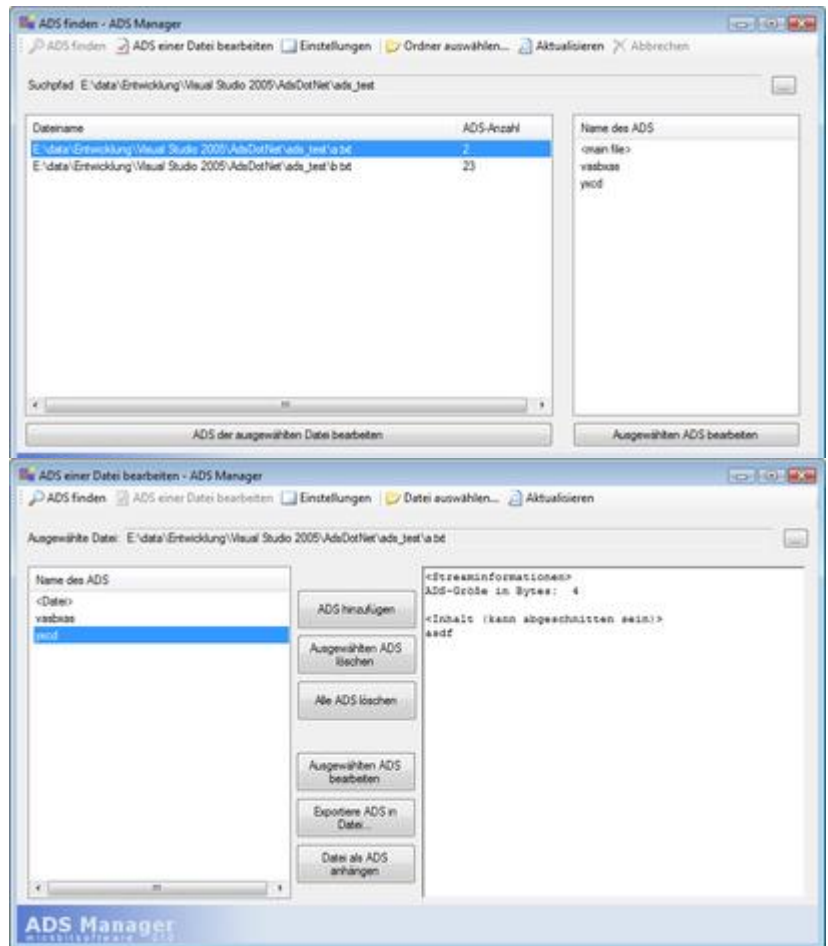 ADS finden - ADS Manager
ADS finden ADS einer Datei bearbeiten Einstellungen Ordner auswählen... Aktualisieren Abbrechen
Suchpfad E:\data\Entwicklung\Visual Studio 2005\AdsDotNet\ads_test
...
Dateiname ADS-Anzahl
E:\data\Entwicklung\Visual Studio 2005\AdsDotNet\ads_test\a.txt 2
E:\data\Entwicklung\Visual Studio 2005\AdsDotNet\ads_test\b.txt 23
Name des ADS
<main file>
vasbxas
yxcd
ADS der ausgewählten Datei bearbeiten
Ausgewählten ADS bearbeiten
ADS einer Datei bearbeiten - ADS Manager
ADS finden ADS einer Datei bearbeiten Einstellungen Datei auswählen... Aktualisieren
Ausgewählte Datei: E:\data\Entwicklung\Visual Studio 2005\AdsDotNet\ads_test\a.txt
...
Name des ADS
<Datei>
vasbxas
yxcd
ADS hinzufügen
Ausgewählten ADS
löschen
Alle ADS löschen
Ausgewählten ADS
bearbeiten
Exportiere ADS in
Datei...
Datei als ADS
anhängen
<Streaminformationen>
ADS-Größe in Bytes: 4
<Inhalt (kann abgeschnitten sein)>
asdf
ADS Manager